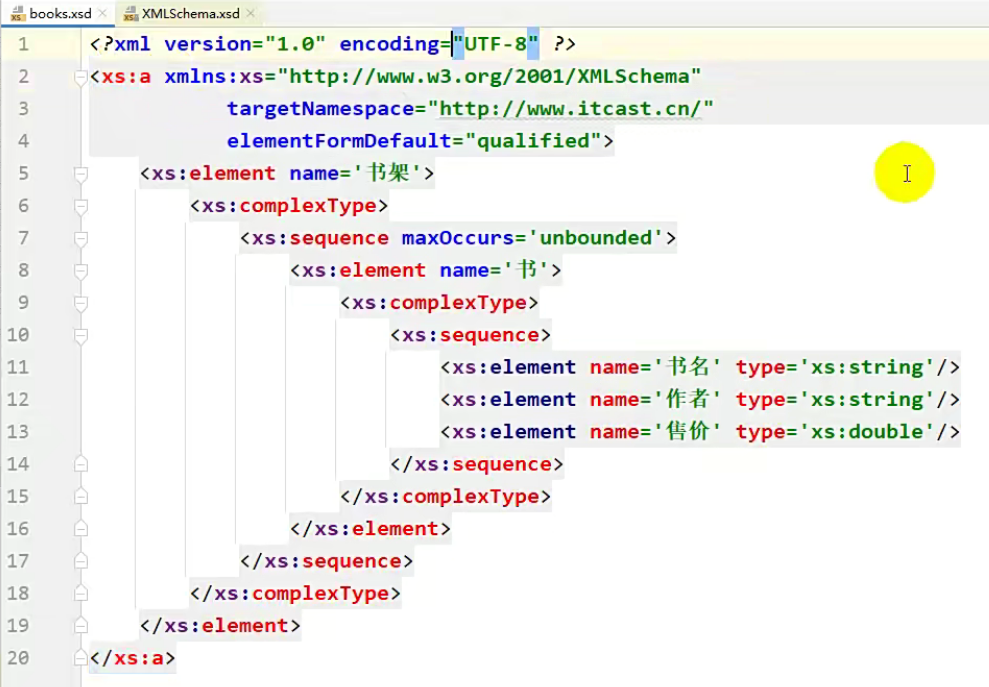 books.xsd XMLSchema.xsd
1 <?xml version="1.0" encoding="UTF-8" ?>
2 <xs:a xmlns:xs="http://www.w3.org/2001/XMLSchema"
3 targetNamespace="http://www.itcast.cn/"
4 elementFormDefault="qualified">
5 <xs:element name='书架'>
6 <xs:complexType>
7 <xs:sequence maxOccurs='unbounded'>
8 <xs:element name='书'>
9 <xs:complexType>
10 <xs:sequence>
11 <xs:element name='书名' type='xs:string'/>
12 <xs:element name='作者' type='xs:string'/>
13 <xs:element name='售价' type='xs:double'/>
14 </xs:sequence>
15 </xs:complexType>
16 </xs:element>
17 </xs:sequence>
18 </xs:complexType>
19 </xs:element>
20 </xs:a>